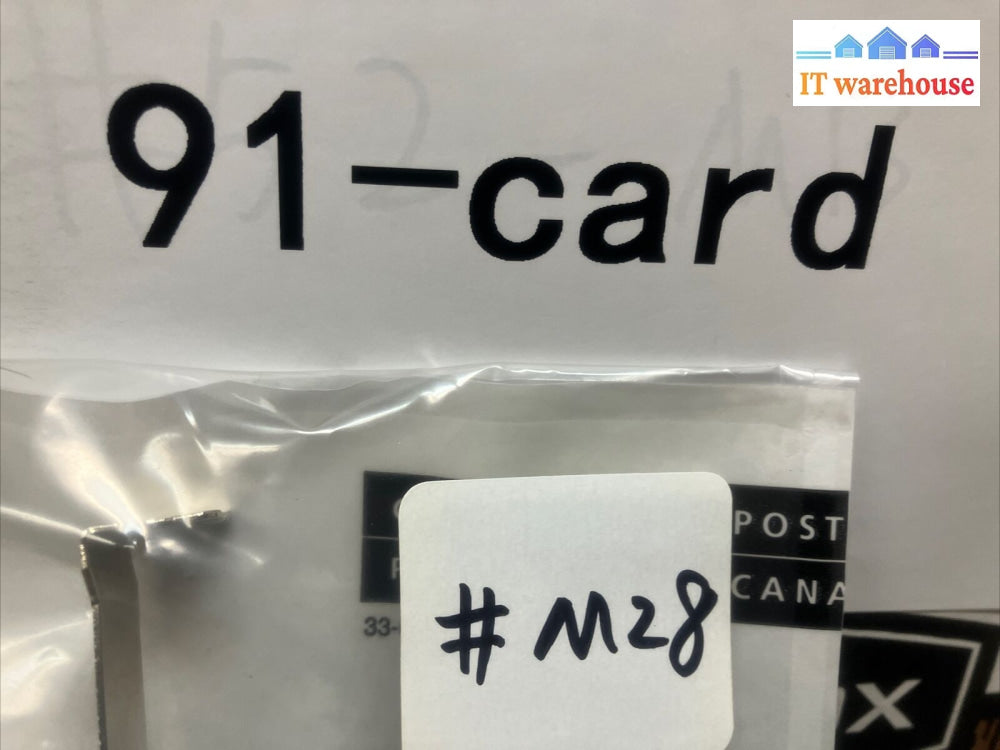 IT warehouse
91-card
POST
CANA
33-
#M28
x